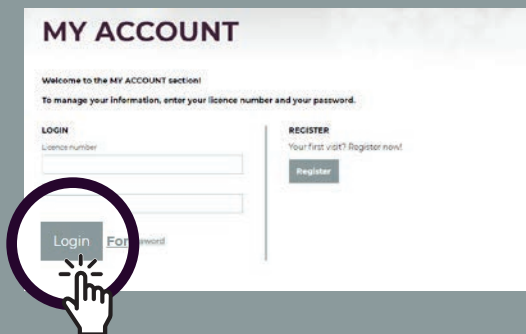 MY ACCOUNT
Welcome to the MY ACCOUNT section!
To manage your information, enter your licence number and your password.
LOGIN
Licence number
Login
REGISTER
Your first visit? Register now!
Register